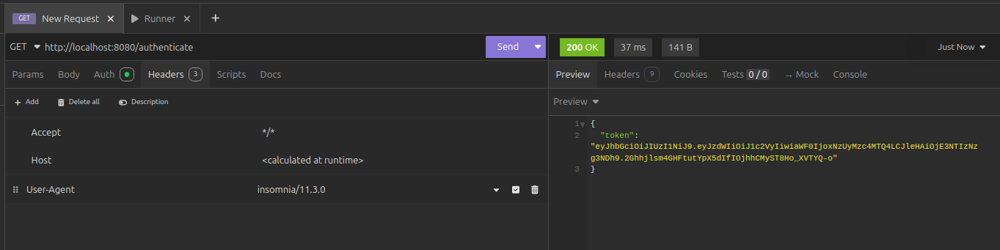 GET New Request × Runner × +
GET http://localhost:8080/authenticate Send 200 OK 37 ms 141 B Just Now
Params Body Auth Headers 3 Scripts Docs Preview Headers 9 Cookies Tests 0 / 0 → Mock Console
+ Add Delete all Description Preview
Accept */*
Host <calculated at runtime>
User-Agent insomnia/11.3.0
1 {
2 "token":
"eyJhbGciOiJIUzI1NiJ9.eyJzdWIiOiJ1c2VyIiwiaWF0IjoxNzUyMzc4MTQ4LCJleHAiOjE3NTIzNz
g3NDh9.2Ghhjlsm4GHFtutYpX5dIfIOjhhCMyST8Ho_XVTYQ-o"
3 }